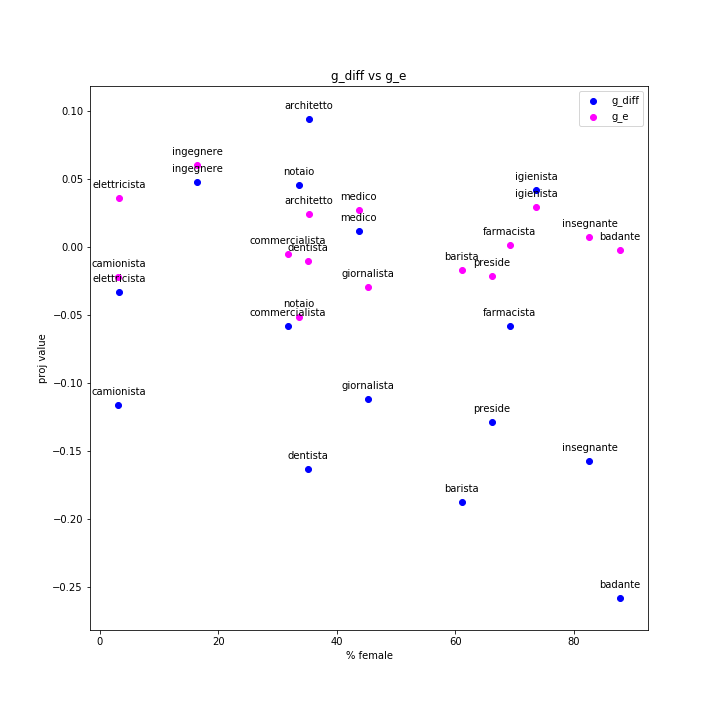 g_diff vs g_e
g_diff
g_e
architetto
ingegnere
ingegnere
notaio
igienista
elettricista
architetto
medico
igienista
medico
insegnante
commercialista
farmacista
badante
dentista
camionista
barista
preside
elettricista
giornalista
notaio
commercialista
farmacista
camionista
giornalista
preside
dentista
insegnante
barista
badante
0.10
0.05
0.00
−0.05
−0.10
−0.15
−0.20
−0.25
proj value
0 20 40 60 80
% female